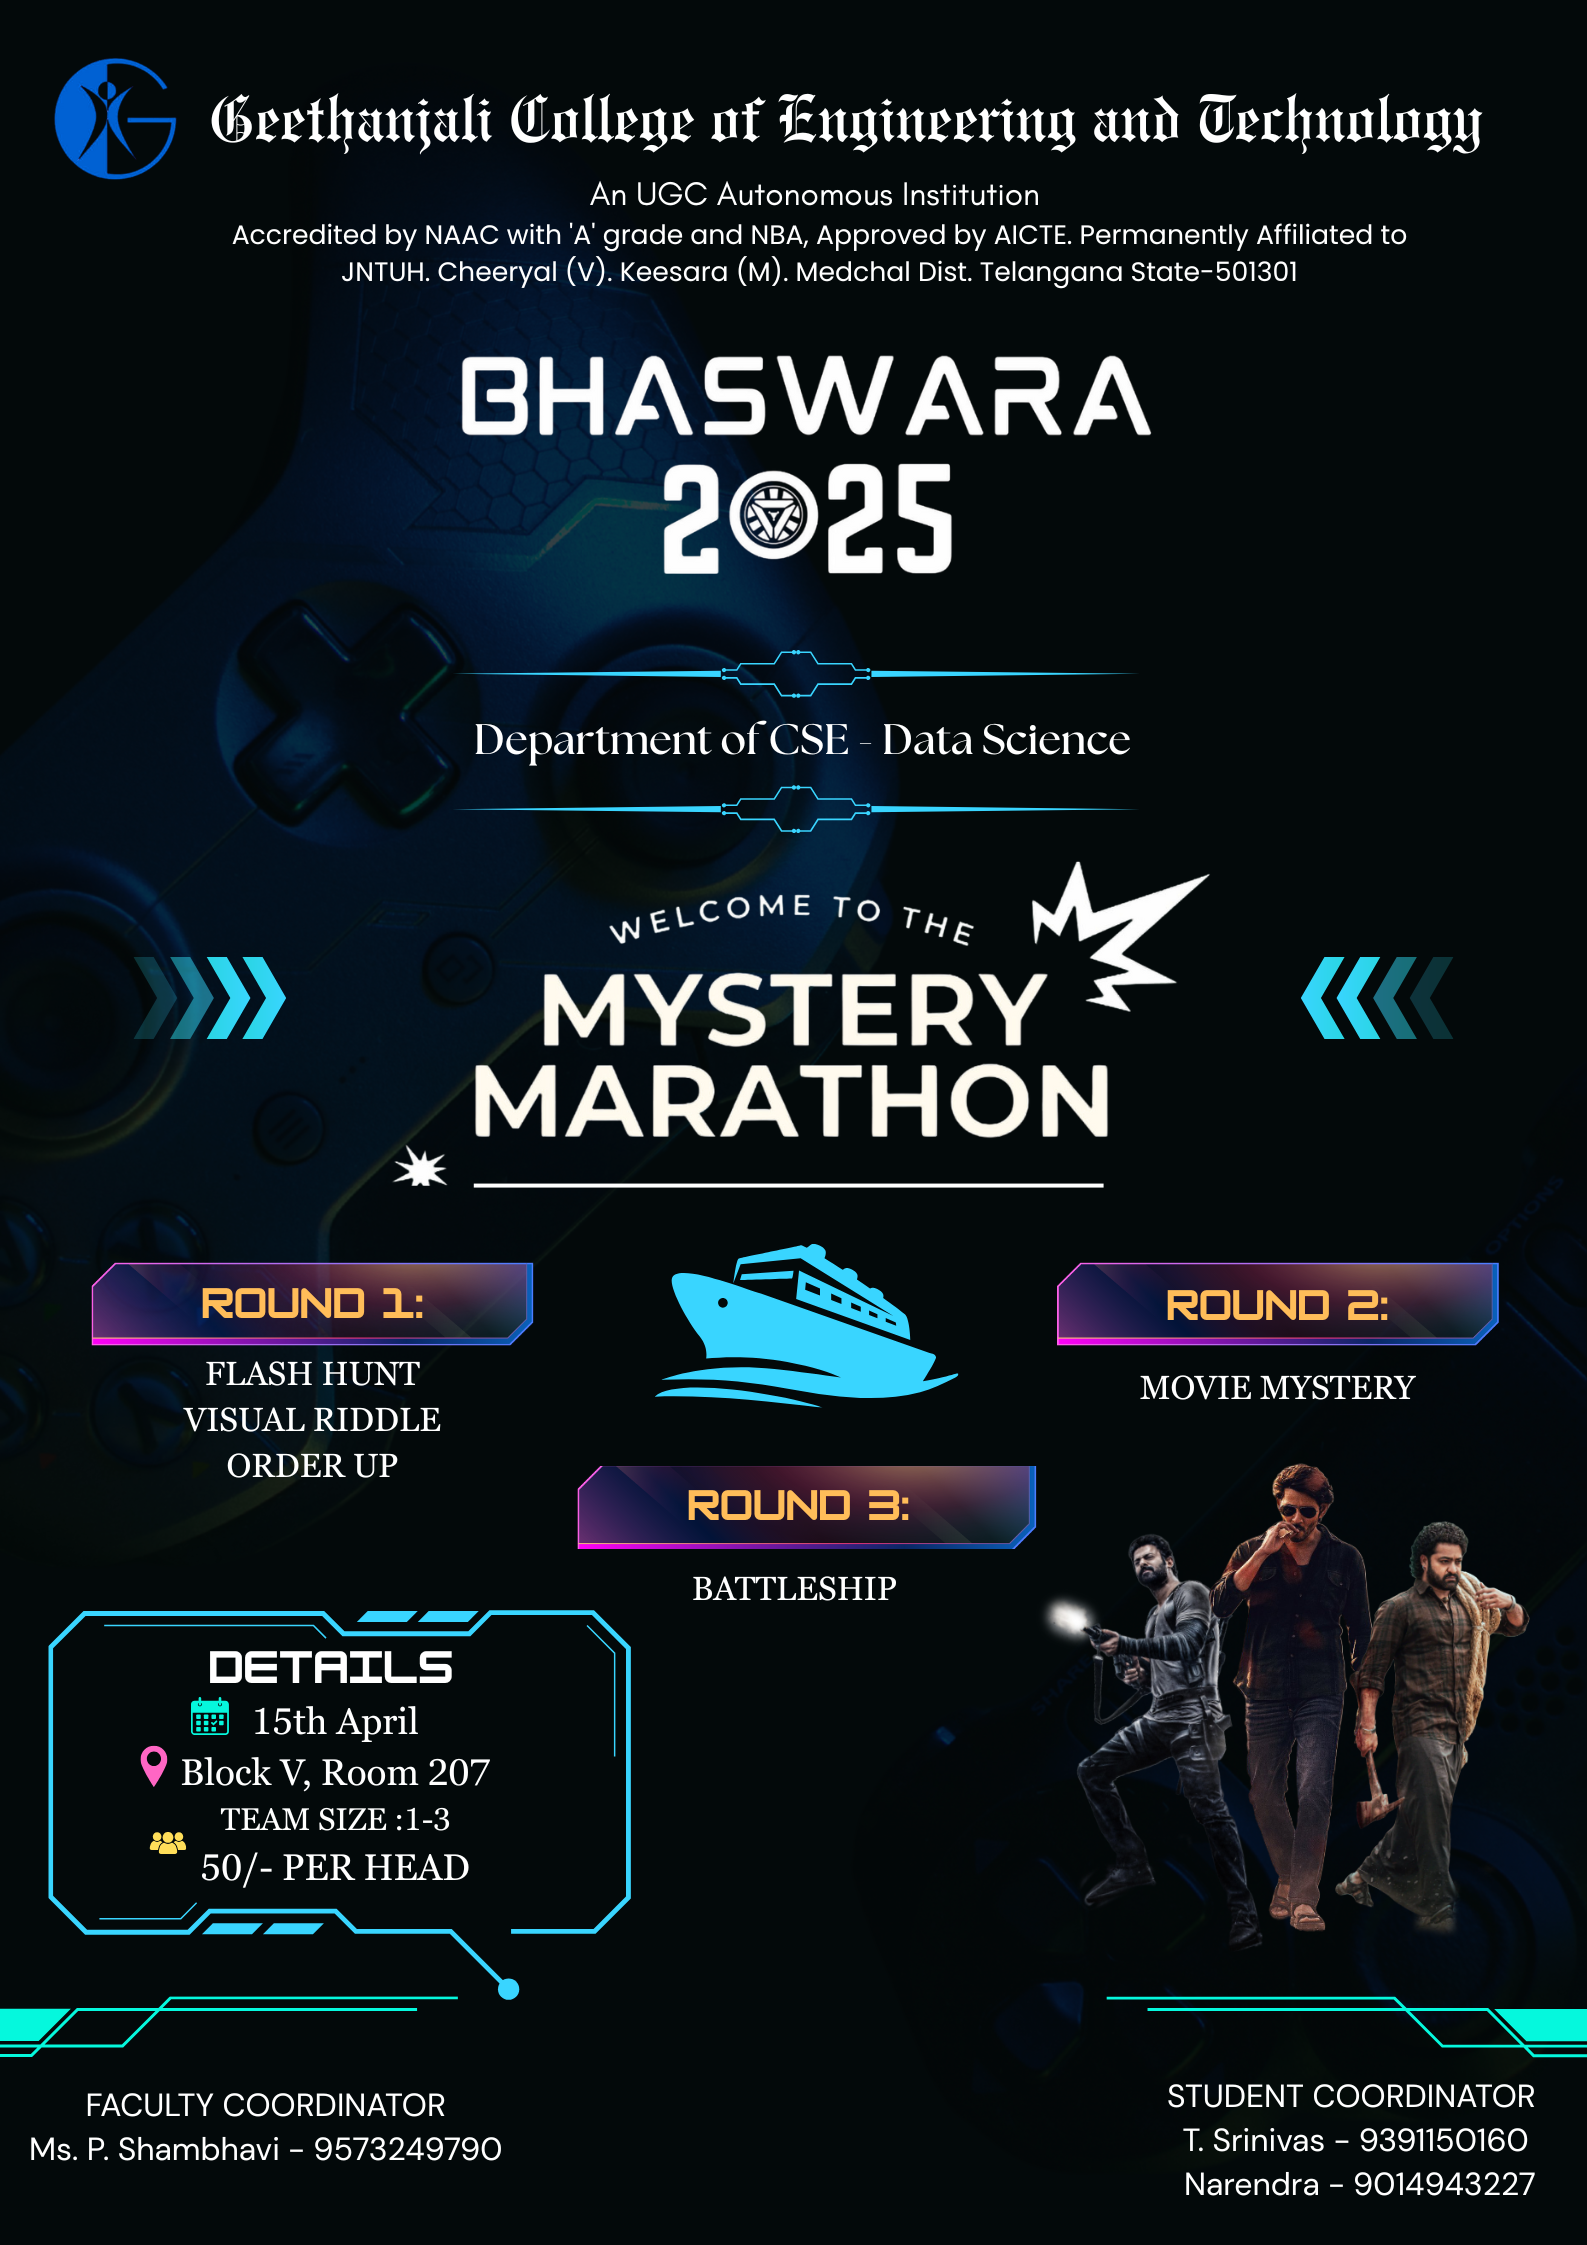 Geethanjali College of Engineering and Technology
An UGC Autonomous Institution
Accredited by NAAC with 'A' grade and NBA, Approved by AICTE. Permanently Affiliated to
JNTUH. Cheeryal (V). Keesara (M). Medchal Dist. Telangana State-501301
BHASWARA
2025
Department of CSE - Data Science
WELCOME TO THE
MYSTERY
MARATHON
ROUND 1:
FLASH HUNT
VISUAL RIDDLE
ORDER UP
ROUND 2:
MOVIE MYSTERY
ROUND 3:
BATTLESHIP
DETAILS
15th April
Block V, Room 207
TEAM SIZE :1-3
50/- PER HEAD
FACULTY COORDINATOR
Ms. P. Shambhavi - 9573249790
STUDENT COORDINATOR
T. Srinivas - 9391150160
Narendra - 9014943227
OPTIONS